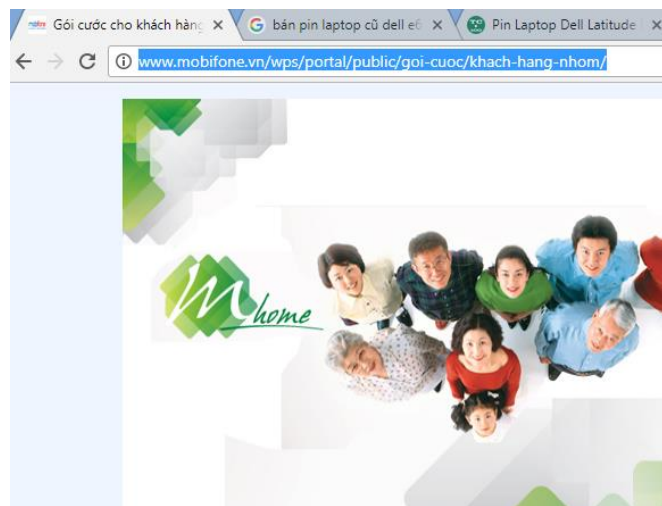 Gói cước cho khách hàng
bán pin laptop cũ dell e6
Pin Laptop Dell Latitude
www.mobifone.vn/wps/portal/public/goi-cuoc/khach-hang-nhom/
m home